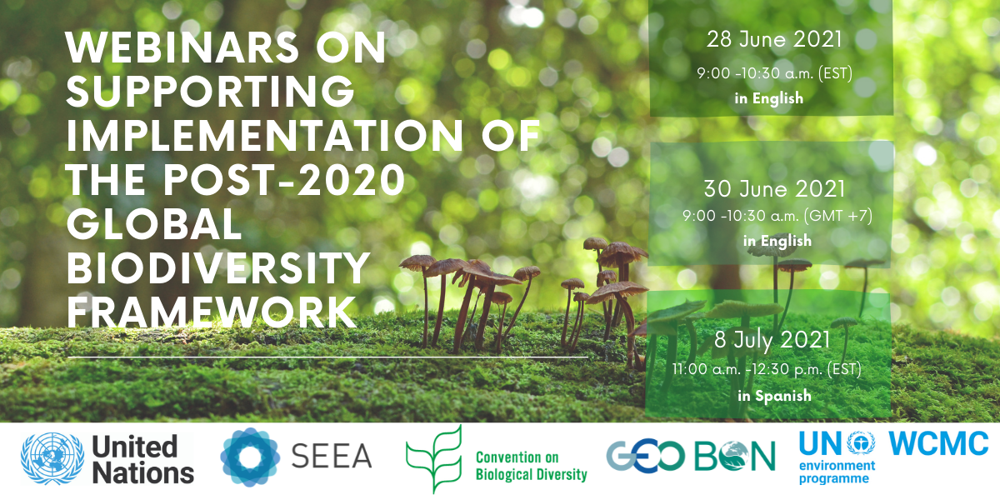 WEBINARS ON
SUPPORTING
IMPLEMENTATION OF
THE POST-2020
GLOBAL
BIODIVERSITY
FRAMEWORK
28 June 2021
9:00 -10:30 a.m. (EST)
in English
30 June 2021
9:00 -10:30 a.m. (GMT +7)
in English
8 July 2021
11:00 a.m. -12:30 p.m. (EST)
in Spanish
United
Nations
SEEA
Convention on
Biological Diversity
GEO BON
UN
environment
programme
WCMC